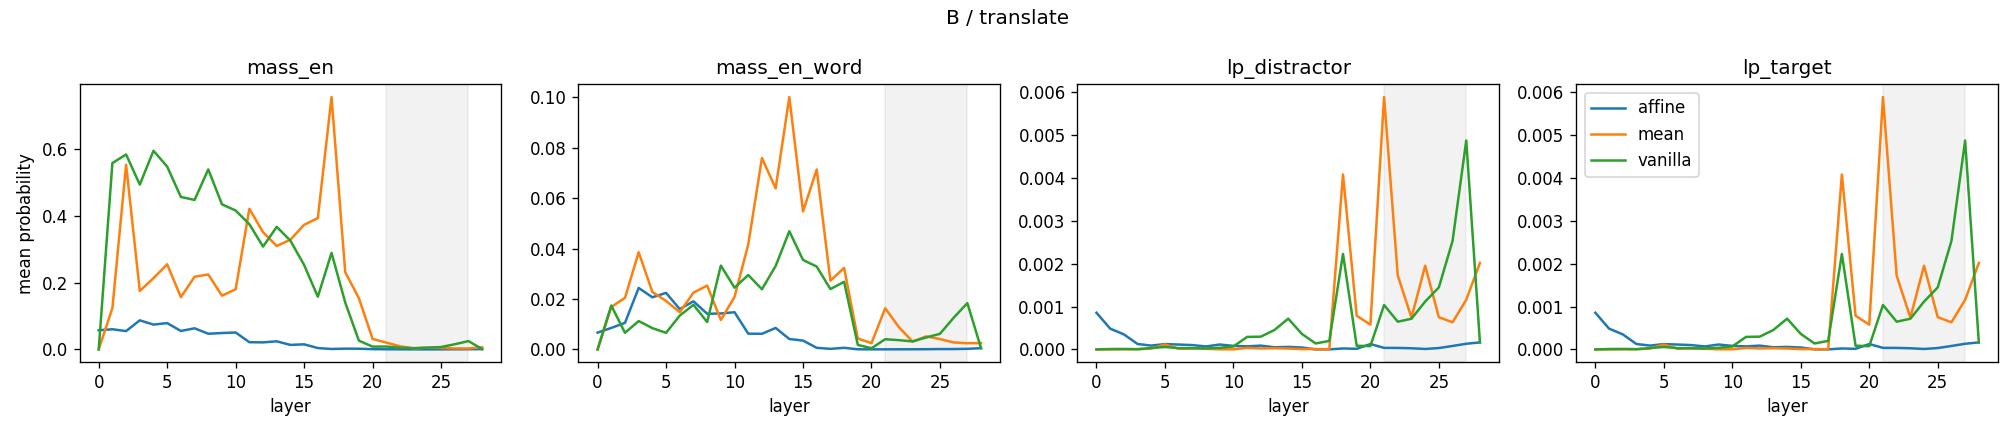 B / translate
mass_en
mass_en_word
lp_distractor
lp_target
mean probability
0.6
0.4
0.2
0.0
0 5 10 15 20 25
layer
0.10
0.08
0.06
0.04
0.02
0.00
0 5 10 15 20 25
layer
0.006
0.005
0.004
0.003
0.002
0.001
0.000
0 5 10 15 20 25
layer
0.006
0.005
0.004
0.003
0.002
0.001
0.000
0 5 10 15 20 25
layer
affine
mean
vanilla